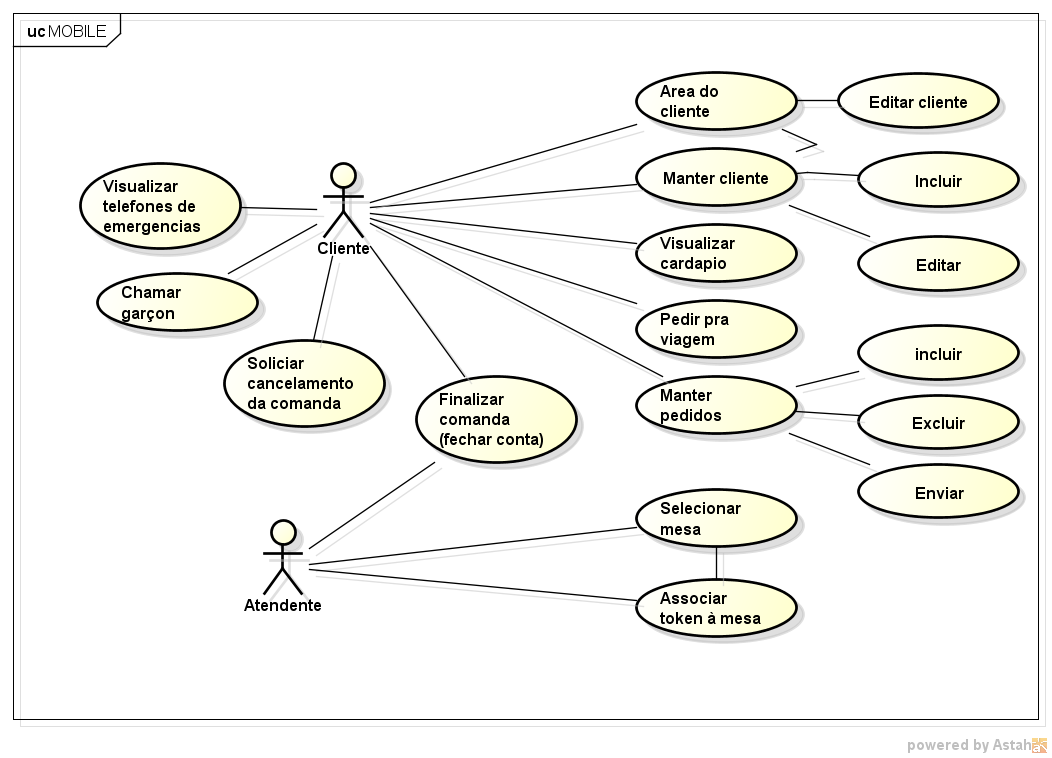 uc MOBILE
Area do
cliente
Editar cliente
Visualizar
telefones de
emergencias
Cliente
Manter cliente
Incluir
Visualizar
cardapio
Editar
Chamar
garçon
Pedir pra
viagem
Soliciar
cancelamento
da comanda
Finalizar
comanda
(fechar conta)
Manter
pedidos
incluir
Excluir
Enviar
Selecionar
mesa
Atendente
Associar
token à mesa
powered by Astah